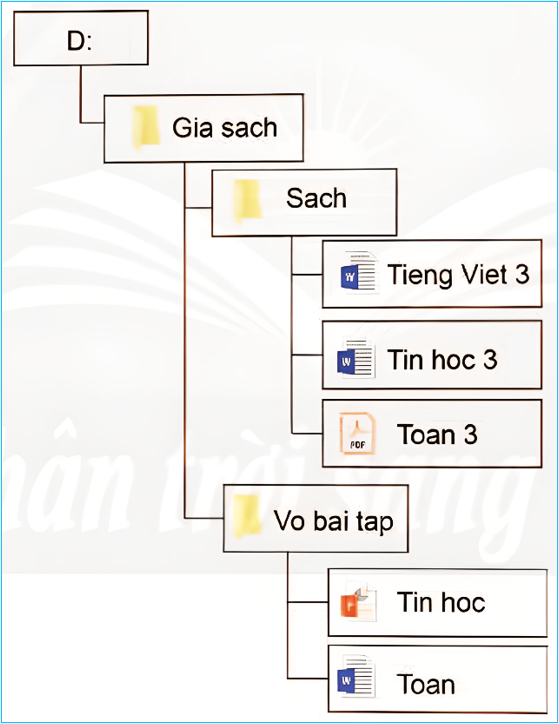 D:
Gia sach
Sach
Tieng Viet 3
Tin hoc 3
PDF
Toan 3
hân trời sáng
Vo bai tap
Tin hoc
Toan